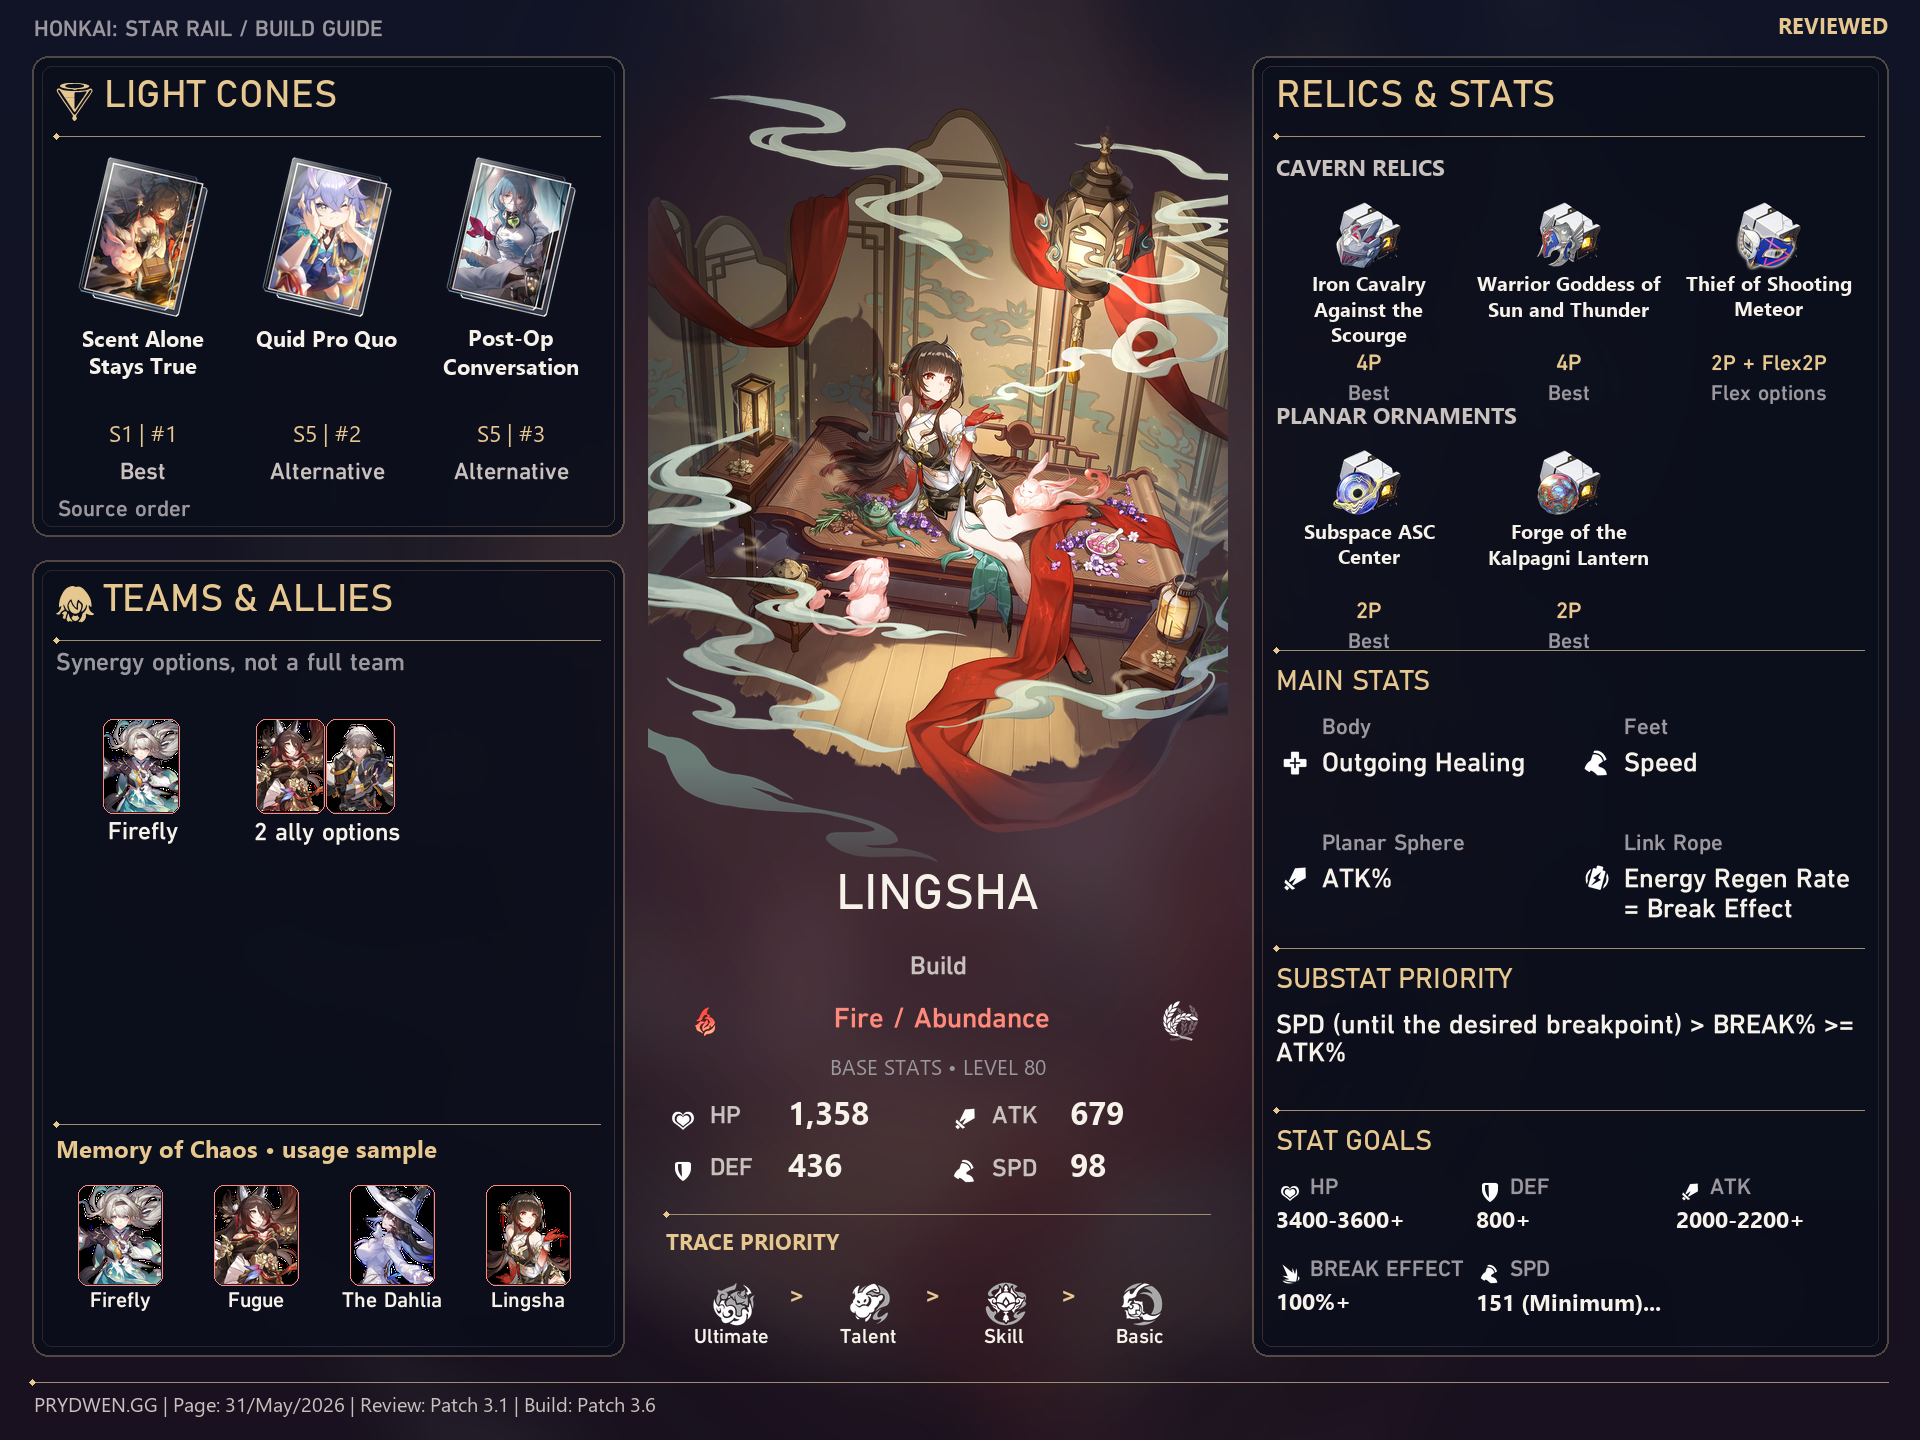 HONKAI: STAR RAIL / BUILD GUIDE
REVIEWED
LIGHT CONES
Scent Alone
Stays True
S1 | #1
Best
Quid Pro Quo
S5 | #2
Alternative
Post-Op
Conversation
S5 | #3
Alternative
Source order
TEAMS & ALLIES
Synergy options, not a full team
Firefly
2 ally options
Memory of Chaos • usage sample
Firefly
Fugue
The Dahlia
Lingsha
LINGSHA
Build
Fire / Abundance
BASE STATS • LEVEL 80
HP 1,358
ATK 679
DEF 436
SPD 98
TRACE PRIORITY
Ultimate > Talent > Skill > Basic
RELICS & STATS
CAVERN RELICS
Iron Cavalry
Against the
Scourge
4P
Best
Warrior Goddess of
Sun and Thunder
4P
Best
Thief of Shooting
Meteor
2P + Flex2P
Flex options
PLANAR ORNAMENTS
Subspace ASC
Center
2P
Best
Forge of the
Kalpagni Lantern
2P
Best
MAIN STATS
Body
Outgoing Healing
Feet
Speed
Planar Sphere
ATK%
Link Rope
Energy Regen Rate
= Break Effect
SUBSTAT PRIORITY
SPD (until the desired breakpoint) > BREAK% >=
ATK%
STAT GOALS
HP
3400-3600+
DEF
800+
ATK
2000-2200+
BREAK EFFECT
100%+
SPD
151 (Minimum)...
PRYDWEN.GG | Page: 31/May/2026 | Review: Patch 3.1 | Build: Patch 3.6